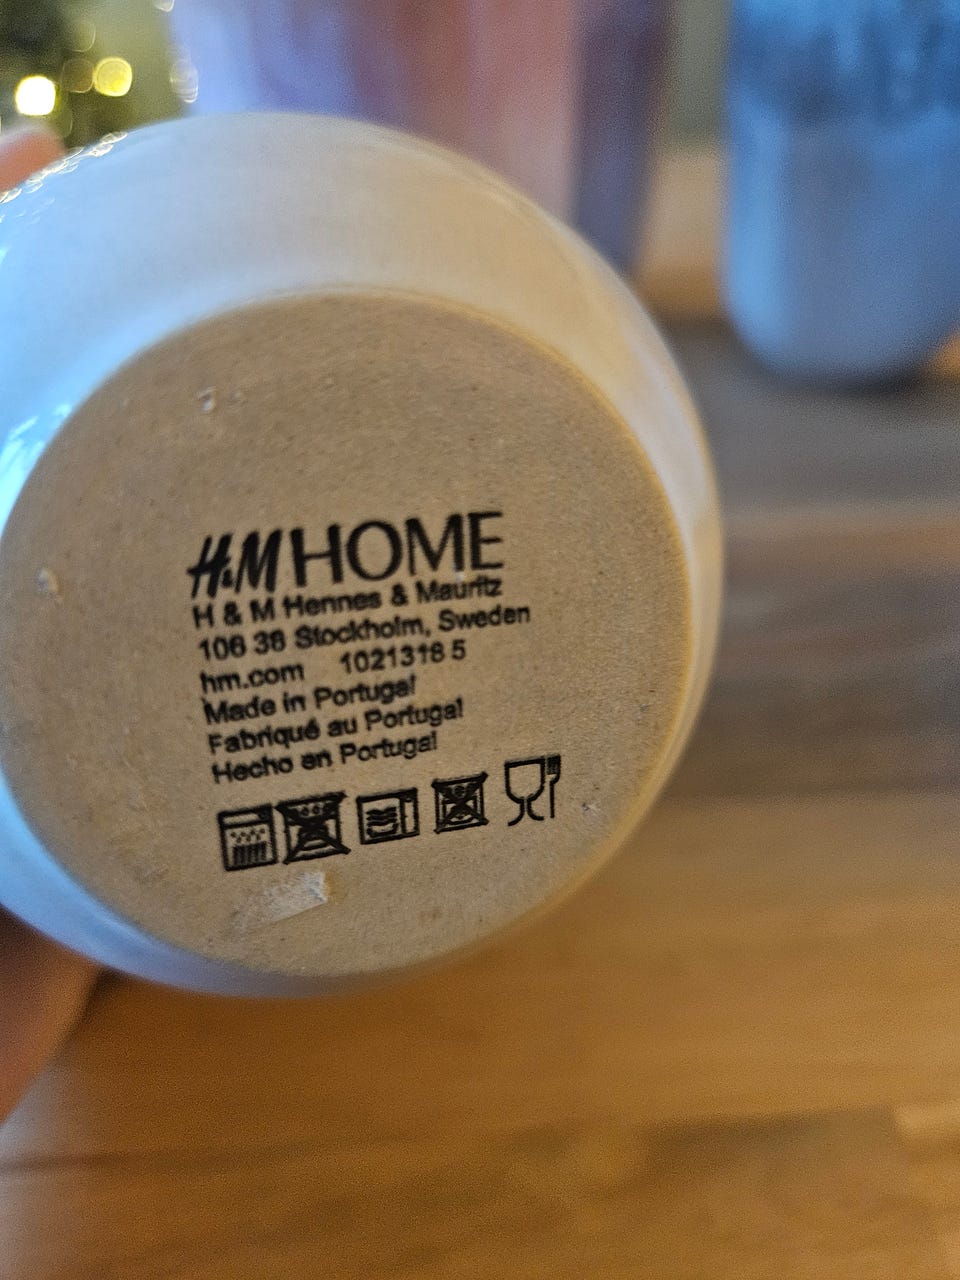 H&M HOME
H & M Hennes & Mauritz
106 38 Stockholm, Sweden
hm.com 1021318 5
Made in Portugal
Fabriqué au Portugal
Hecho en Portugal